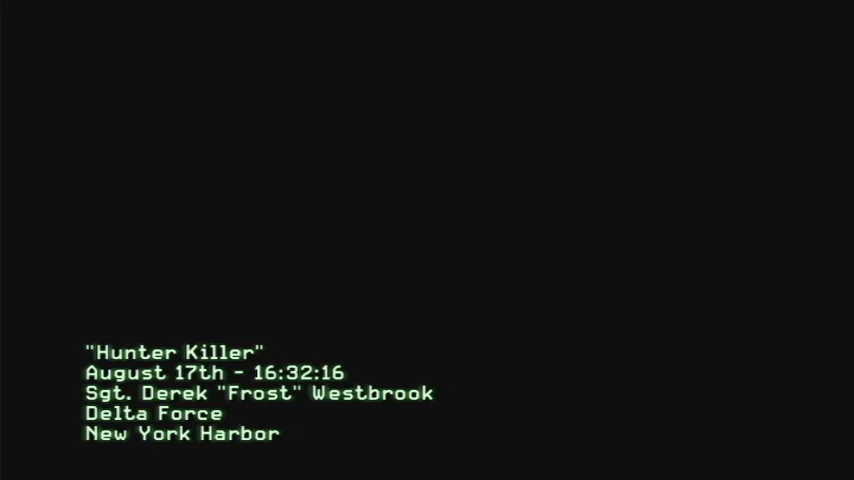 "Hunter Killer"
August 17th - 16:32:16
Sgt. Derek "Frost" Westbrook
Delta Force
New York Harbor